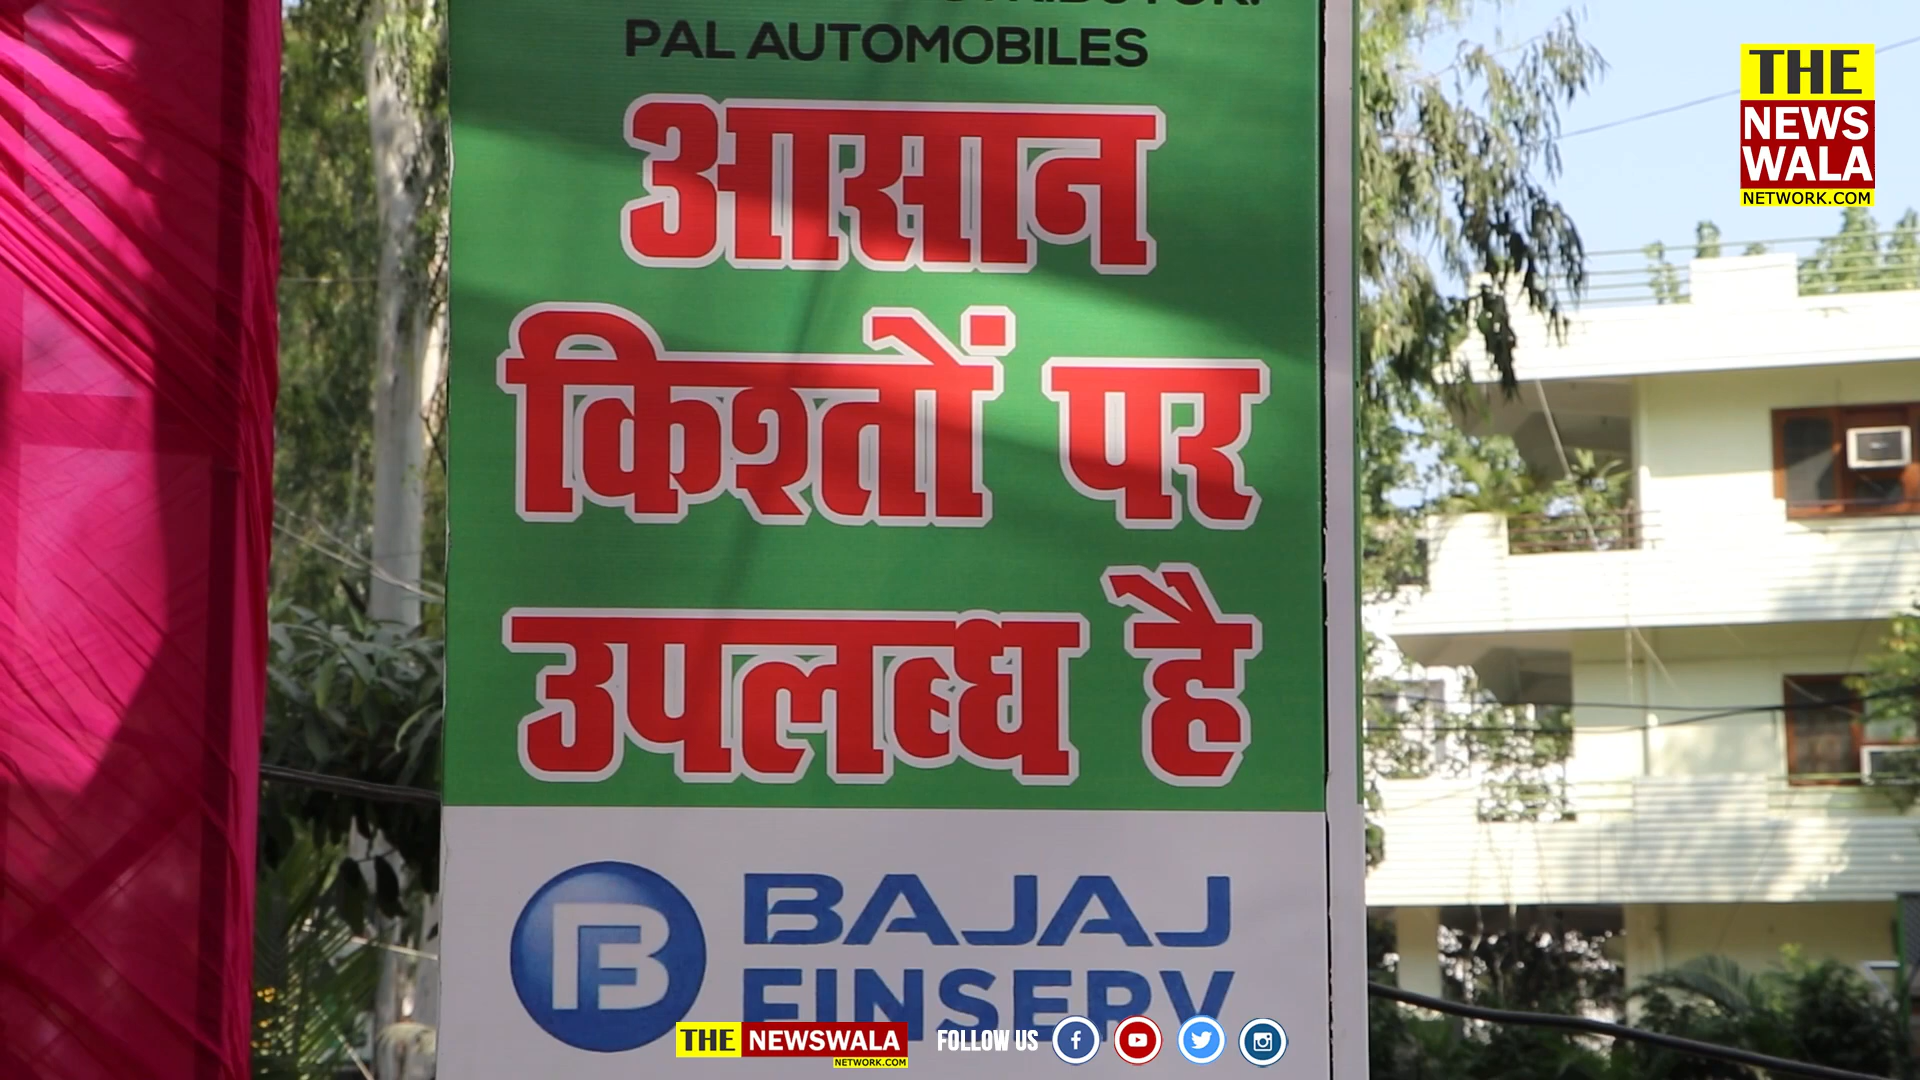 PAL AUTOMOBILES
आसान
किश्तों पर
उपलब्ध है
BAJAJ
FINSERV
THE
NEWS
WALA
NETWORK.COM
THE NEWSWALA
NETWORK.COM
FOLLOW US